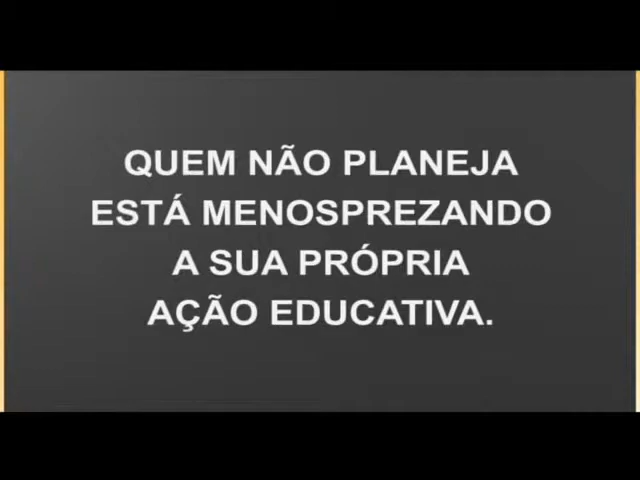 QUEM NÃO PLANEJA
ESTÁ MENOSPREZANDO
A SUA PRÓPRIA
AÇÃO EDUCATIVA.